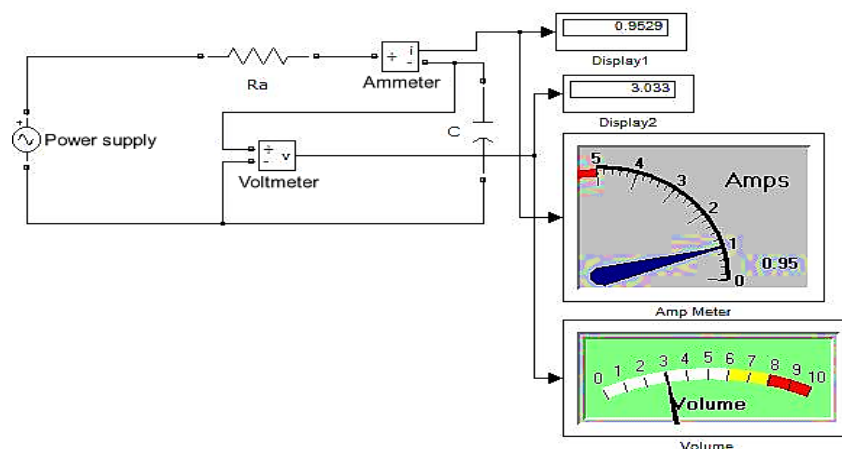 0.9529
Display1
3.033
Display2
Ra
+ i
-
Ammeter
C
+
Power supply
+
- v
Voltmeter
5 4 3 2 1 0
Amps
0.95
Amp Meter
0 1 2 3 4 5 6 7 8 9 10
Volume
Volume